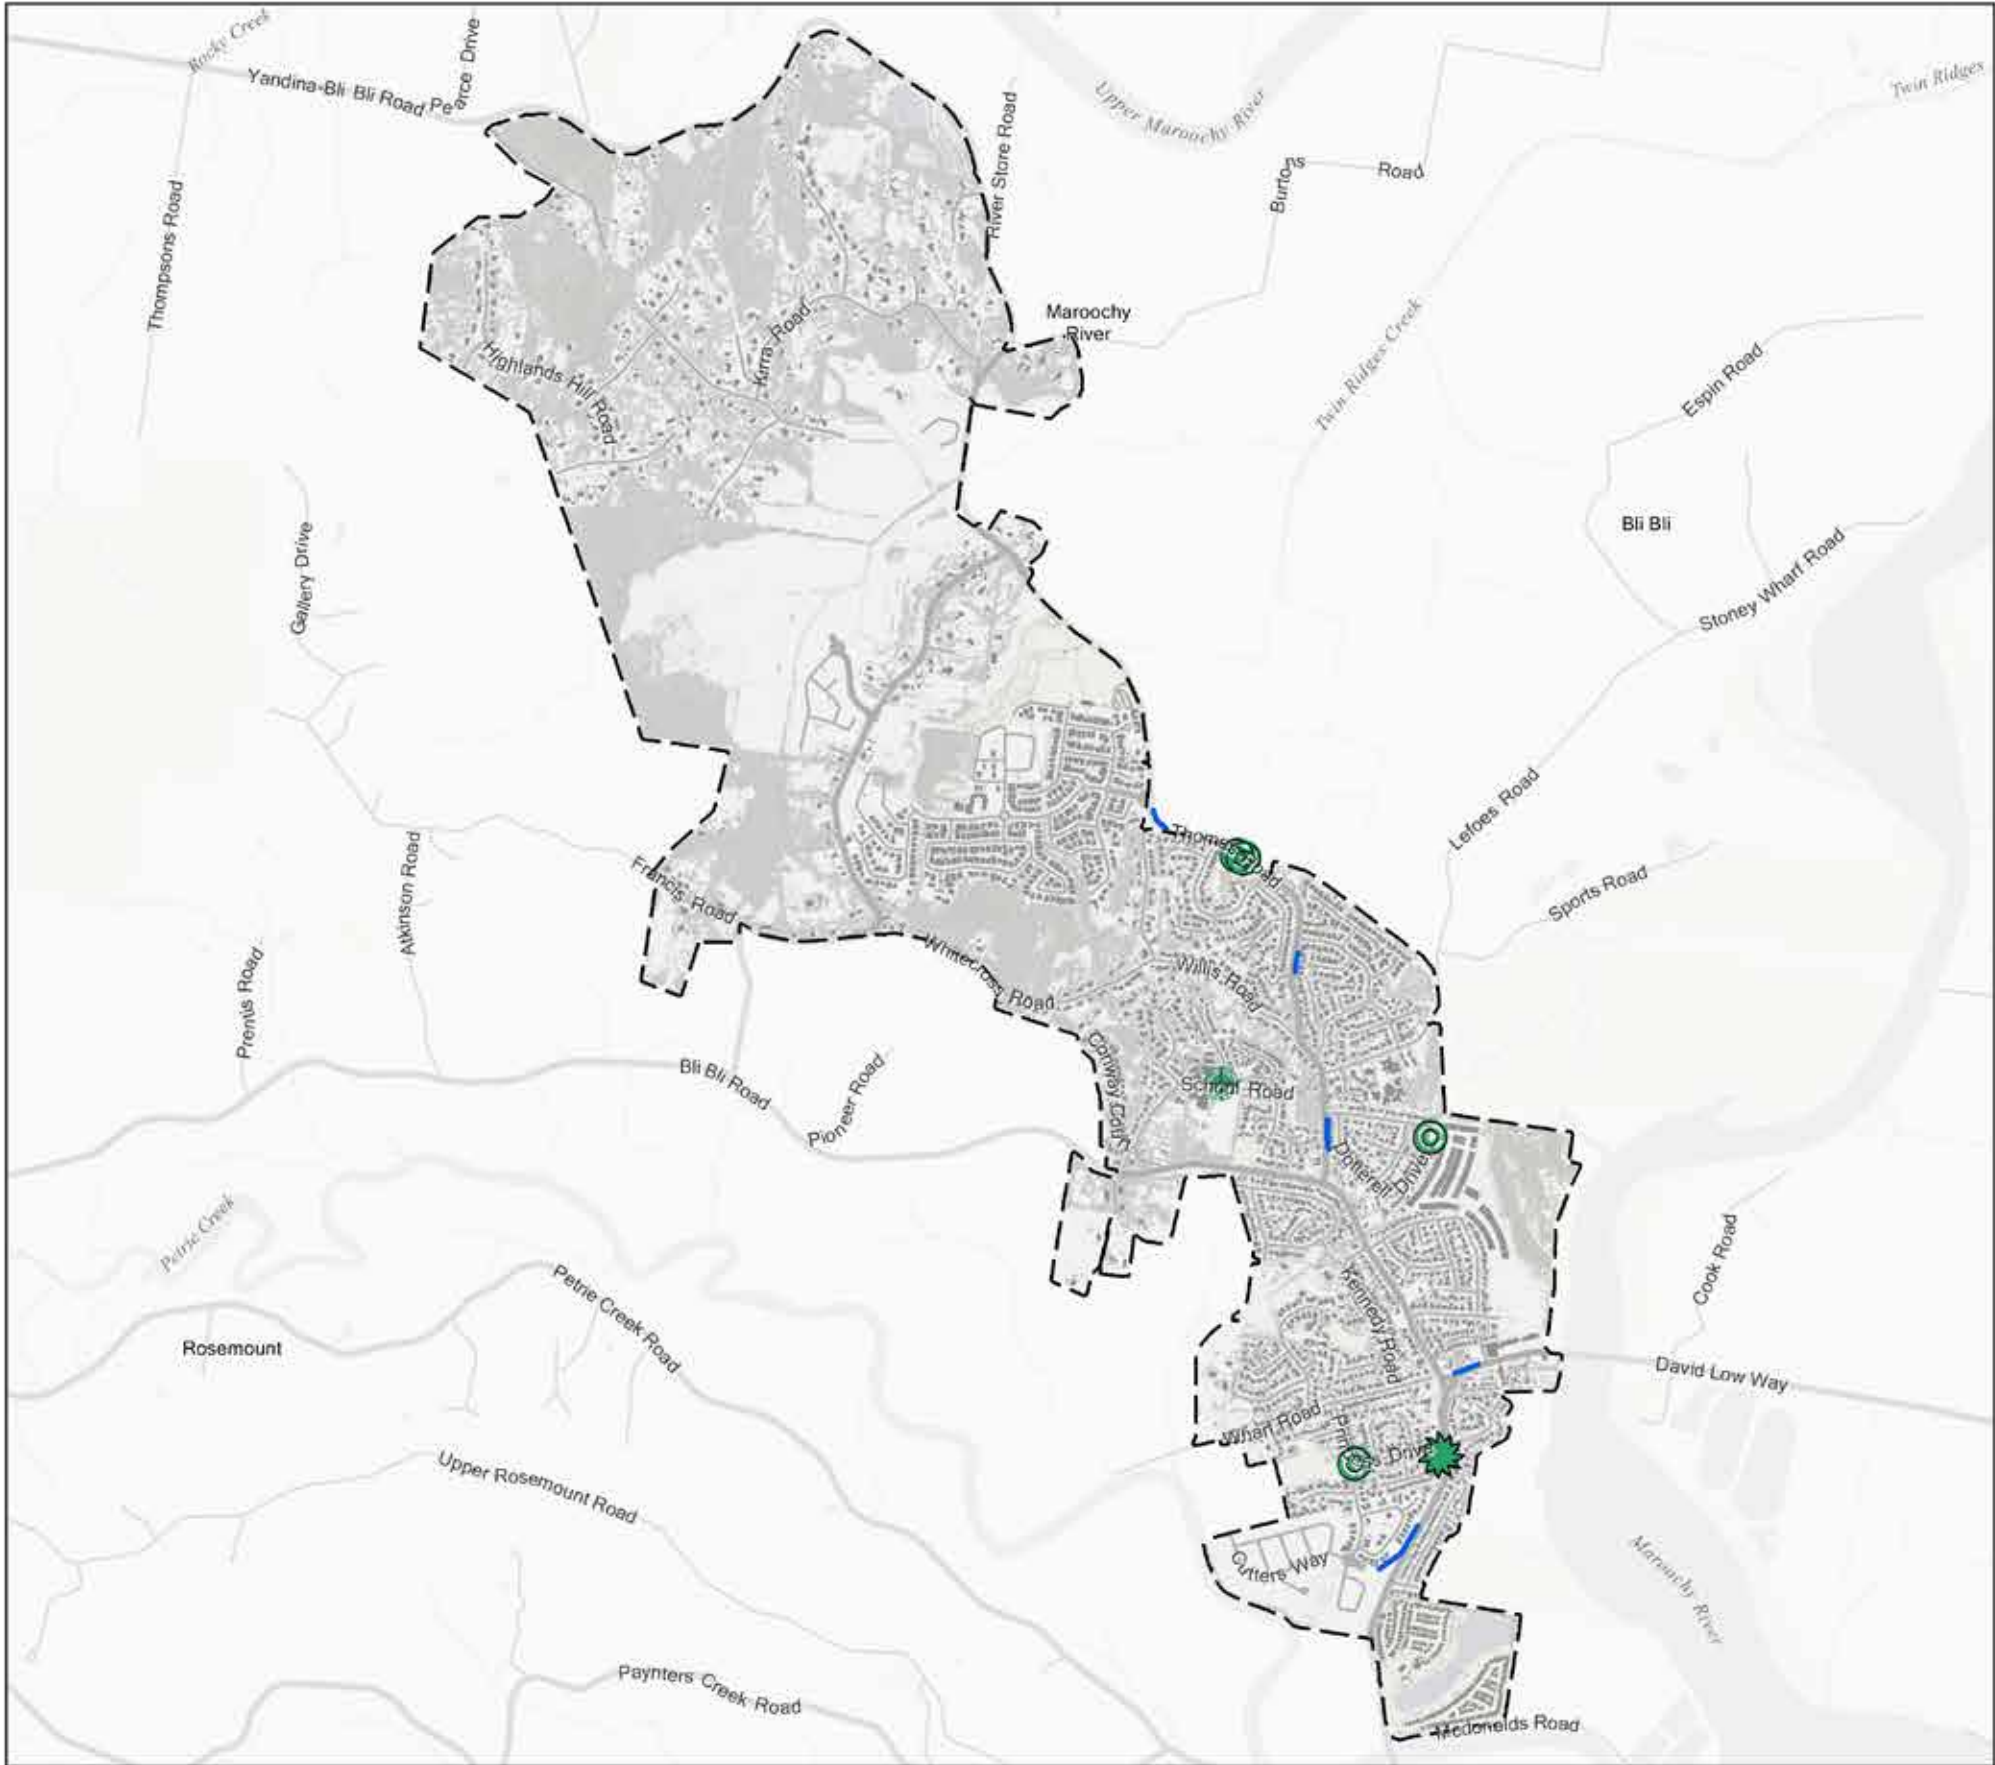 Rocky Creek
Pearce Drive
Yandina-Bli Bli Road
Twin Ridges
Upper Maroochy River
River Store Road
Burtons
Road
Thompsons Road
Maroochy
River
Kirra Road
Highlands Hill Road
Twin Ridges Creek
Espin Road
Bli Bli
Gallery Drive
Stoney Wharf Road
Lefoes Road
Atkinson Road
Francis Road
Sports Road
Prentis Road
Whitecross Road
Willis Road
Bli Bli Road
Pioneer Road
School Road
Dotterell Drive
Petrie Creek
Cook Road
Petrie Creek Road
Kennedy Road
Rosemount
David Low Way
Wharf Road
Drive
Upper Rosemount Road
Cutters Way
Maroochy River
Paynters Creek Road
Mcdonelds Road